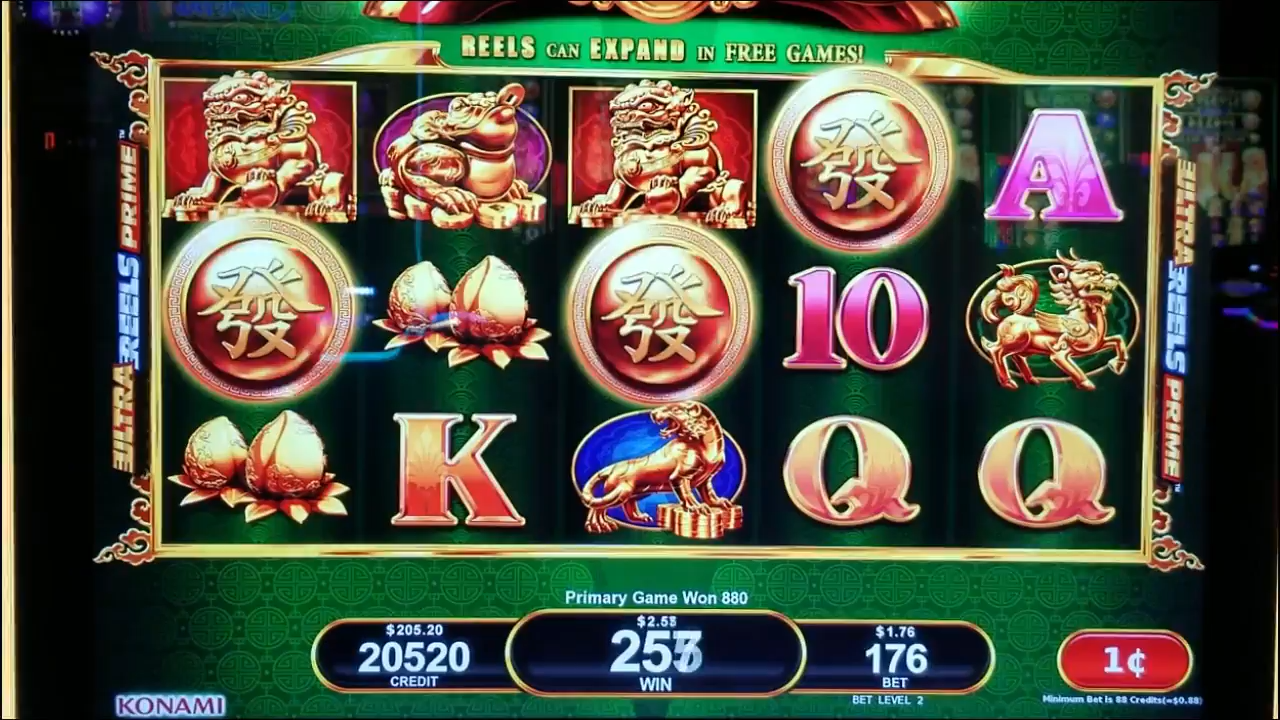 REELS CAN EXPAND IN FREE GAMES!
ULTRA REELS PRIME™
ULTRA REELS PRIME™
發
A
發
發
10
K
Q
Q
Primary Game Won 880
$205.20
20520
CREDIT
WIN
$1.76
176
BET
BET LEVEL 2
1¢
Minimum Bet is 88 Credits(=$0.88)
KONAMI